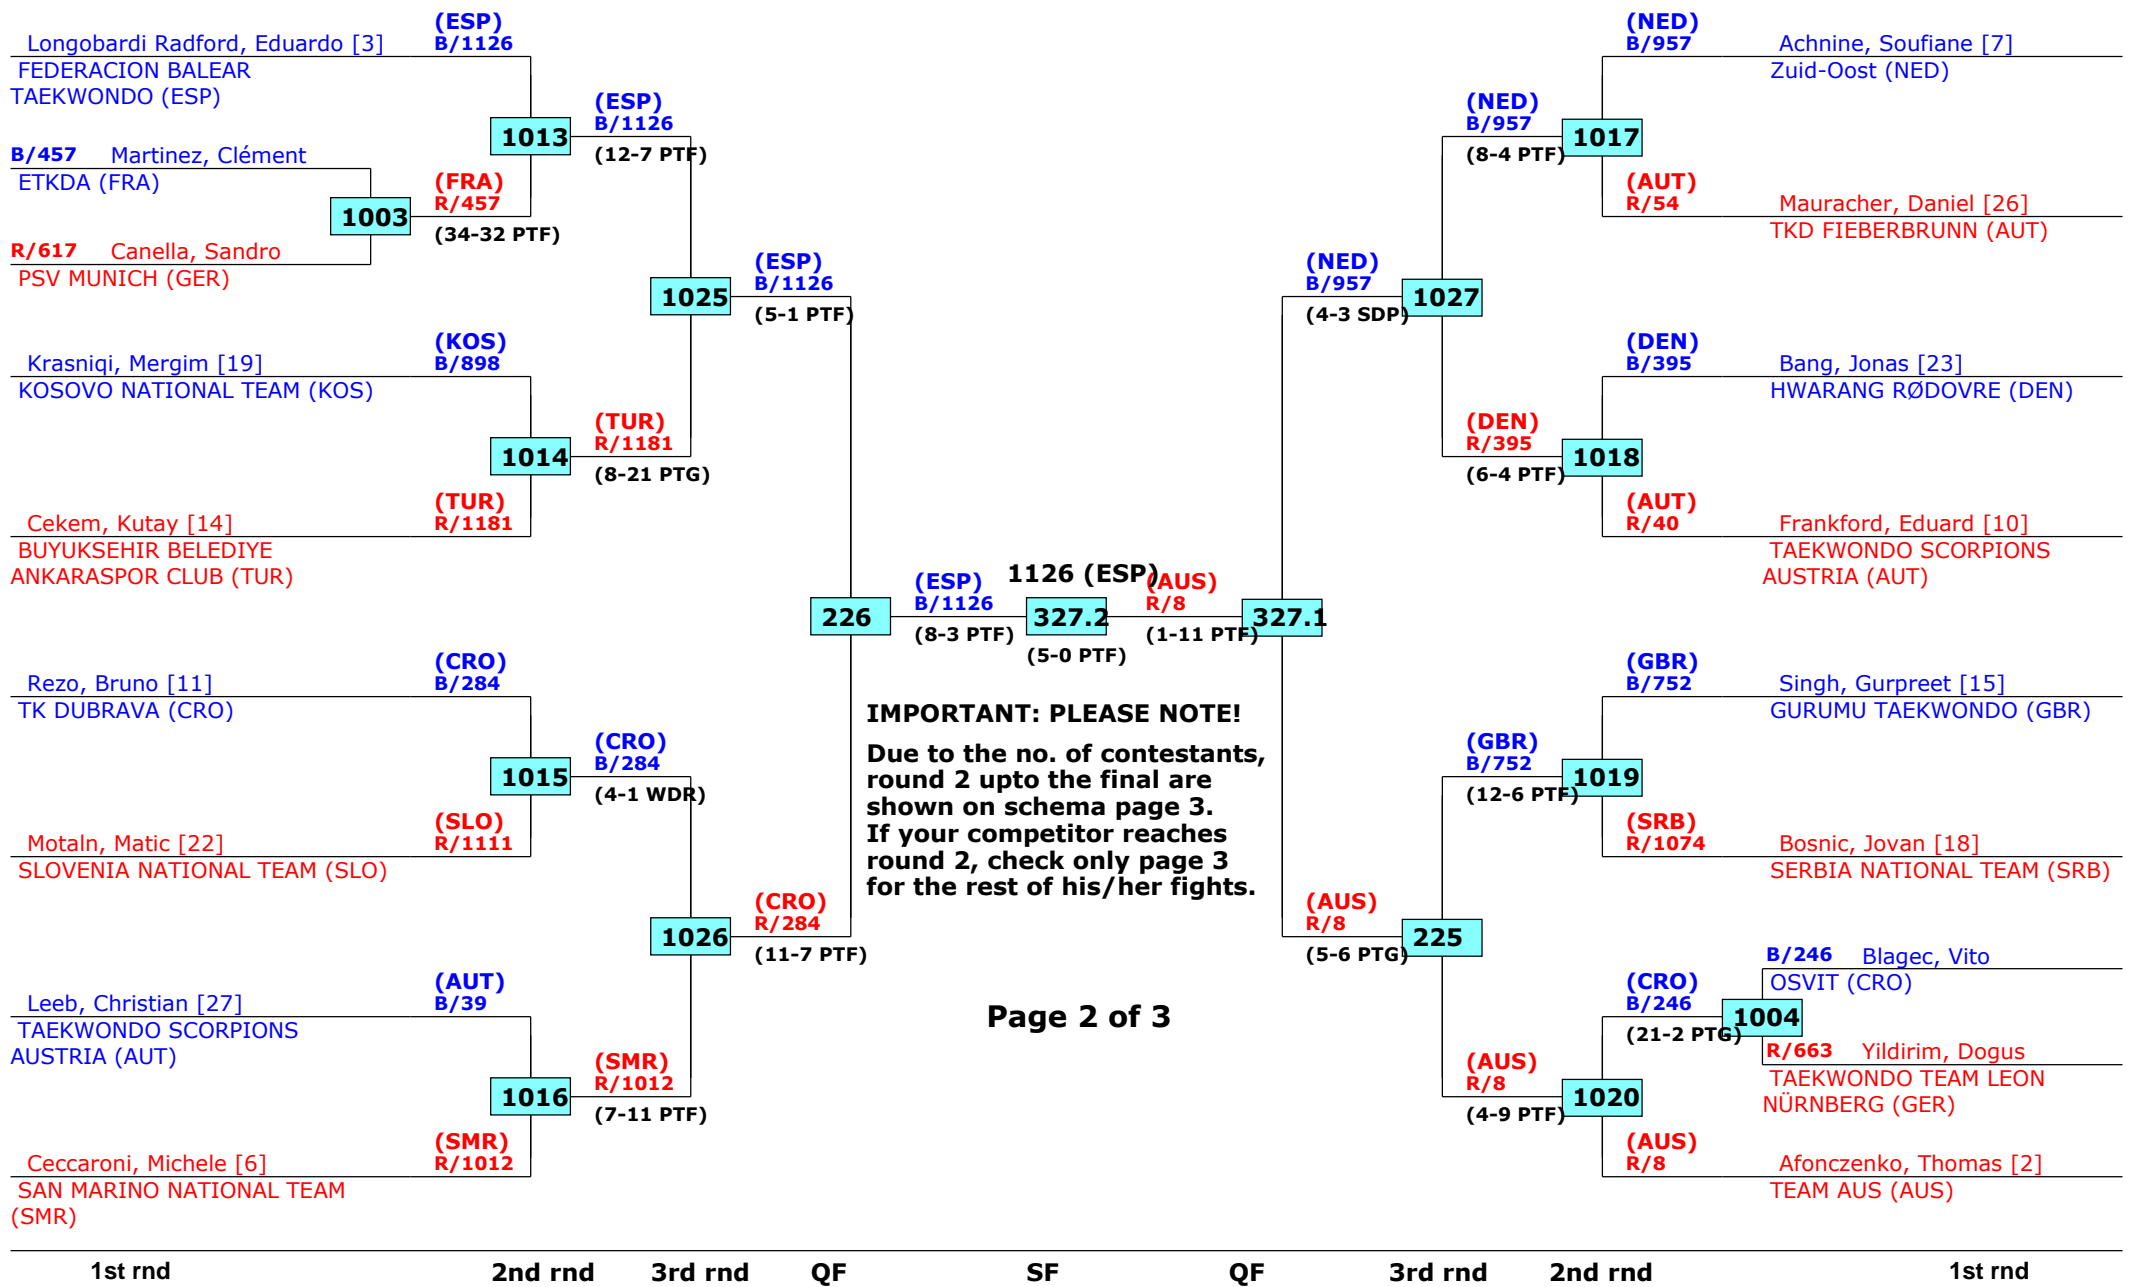 (ESP)
Longobardi Radford, Eduardo [3] B/1126
FEDERACION BALEAR
TAEKWONDO (ESP)
1013
(ESP)
B/1126
(12-7 PTF)
B/457 Martinez, Clément
ETKDA (FRA)
1003
(FRA)
R/457
(34-32 PTF)
R/617 Canella, Sandro
PSV MUNICH (GER)
1025
(ESP)
B/1126
(5-1 PTF)
(KOS)
Krasniqi, Mergim [19] B/898
KOSOVO NATIONAL TEAM (KOS)
1014
(TUR)
R/1181
(8-21 PTG)
(TUR)
Cekem, Kutay [14] R/1181
BUYUKSEHIR BELEDIYE
ANKARASPOR CLUB (TUR)
226
(ESP)
B/1126
(8-3 PTF)
1126 (ESP)
327.2
(5-0 PTF)
(AUS)
R/8
(1-11 PTF)
327.1
(CRO)
Rezo, Bruno [11] B/284
TK DUBRAVA (CRO)
1015
(CRO)
B/284
(4-1 WDR)
(SLO)
Motaln, Matic [22] R/1111
SLOVENIA NATIONAL TEAM (SLO)
1026
(CRO)
R/284
(11-7 PTF)
(AUT)
Leeb, Christian [27] B/39
TAEKWONDO SCORPIONS
AUSTRIA (AUT)
1016
(SMR)
R/1012
(7-11 PTF)
(SMR)
Ceccaroni, Michele [6] R/1012
SAN MARINO NATIONAL TEAM
(SMR)
IMPORTANT: PLEASE NOTE!
Due to the no. of contestants,
round 2 upto the final are
shown on schema page 3.
If your competitor reaches
round 2, check only page 3
for the rest of his/her fights.
Page 2 of 3
(NED)
B/957 Achnine, Soufiane [7]
Zuid-Oost (NED)
(NED)
B/957
(8-4 PTF)
1017
(AUT)
R/54 Mauracher, Daniel [26]
TKD FIEBERBRUNN (AUT)
(NED)
B/957
(4-3 SDP)
1027
(DEN)
B/395 Bang, Jonas [23]
HWARANG RØDOVRE (DEN)
(DEN)
R/395
(6-4 PTF)
1018
(AUT)
R/40 Frankford, Eduard [10]
TAEKWONDO SCORPIONS
AUSTRIA (AUT)
(GBR)
B/752 Singh, Gurpreet [15]
GURUMU TAEKWONDO (GBR)
(GBR)
B/752
(12-6 PTF)
1019
(SRB)
R/1074 Bosnic, Jovan [18]
SERBIA NATIONAL TEAM (SRB)
(AUS)
R/8
(5-6 PTG)
225
B/246 Blagec, Vito
OSVIT (CRO)
(CRO)
B/246
(21-2 PTG)
1004
R/663 Yildirim, Dogus
TAEKWONDO TEAM LEON
NÜRNBERG (GER)
(AUS)
R/8
(4-9 PTF)
1020
(AUS)
R/8 Afonczenko, Thomas [2]
TEAM AUS (AUS)
1st rnd 2nd rnd 3rd rnd QF SF QF 3rd rnd 2nd rnd 1st rnd